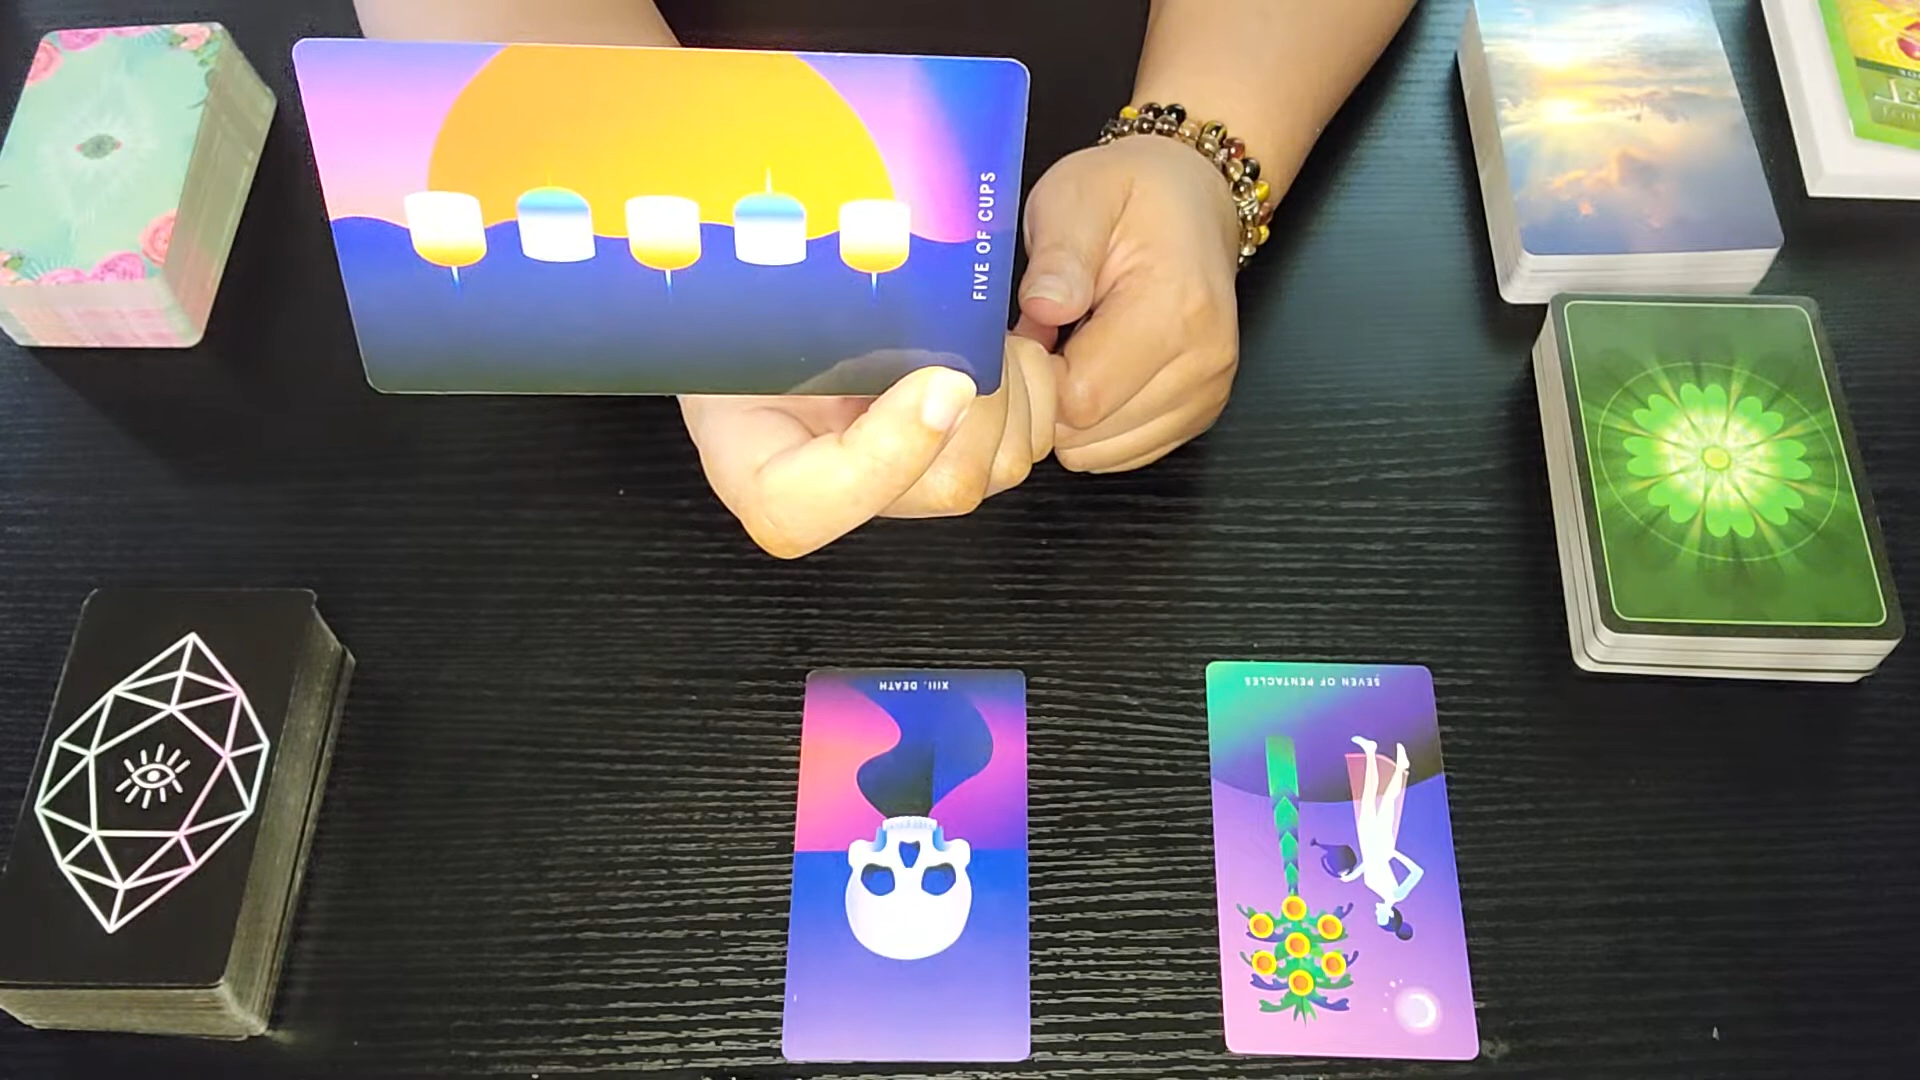 FIVE OF CUPS
XIII. DEATH
SEVEN OF PENTACLES